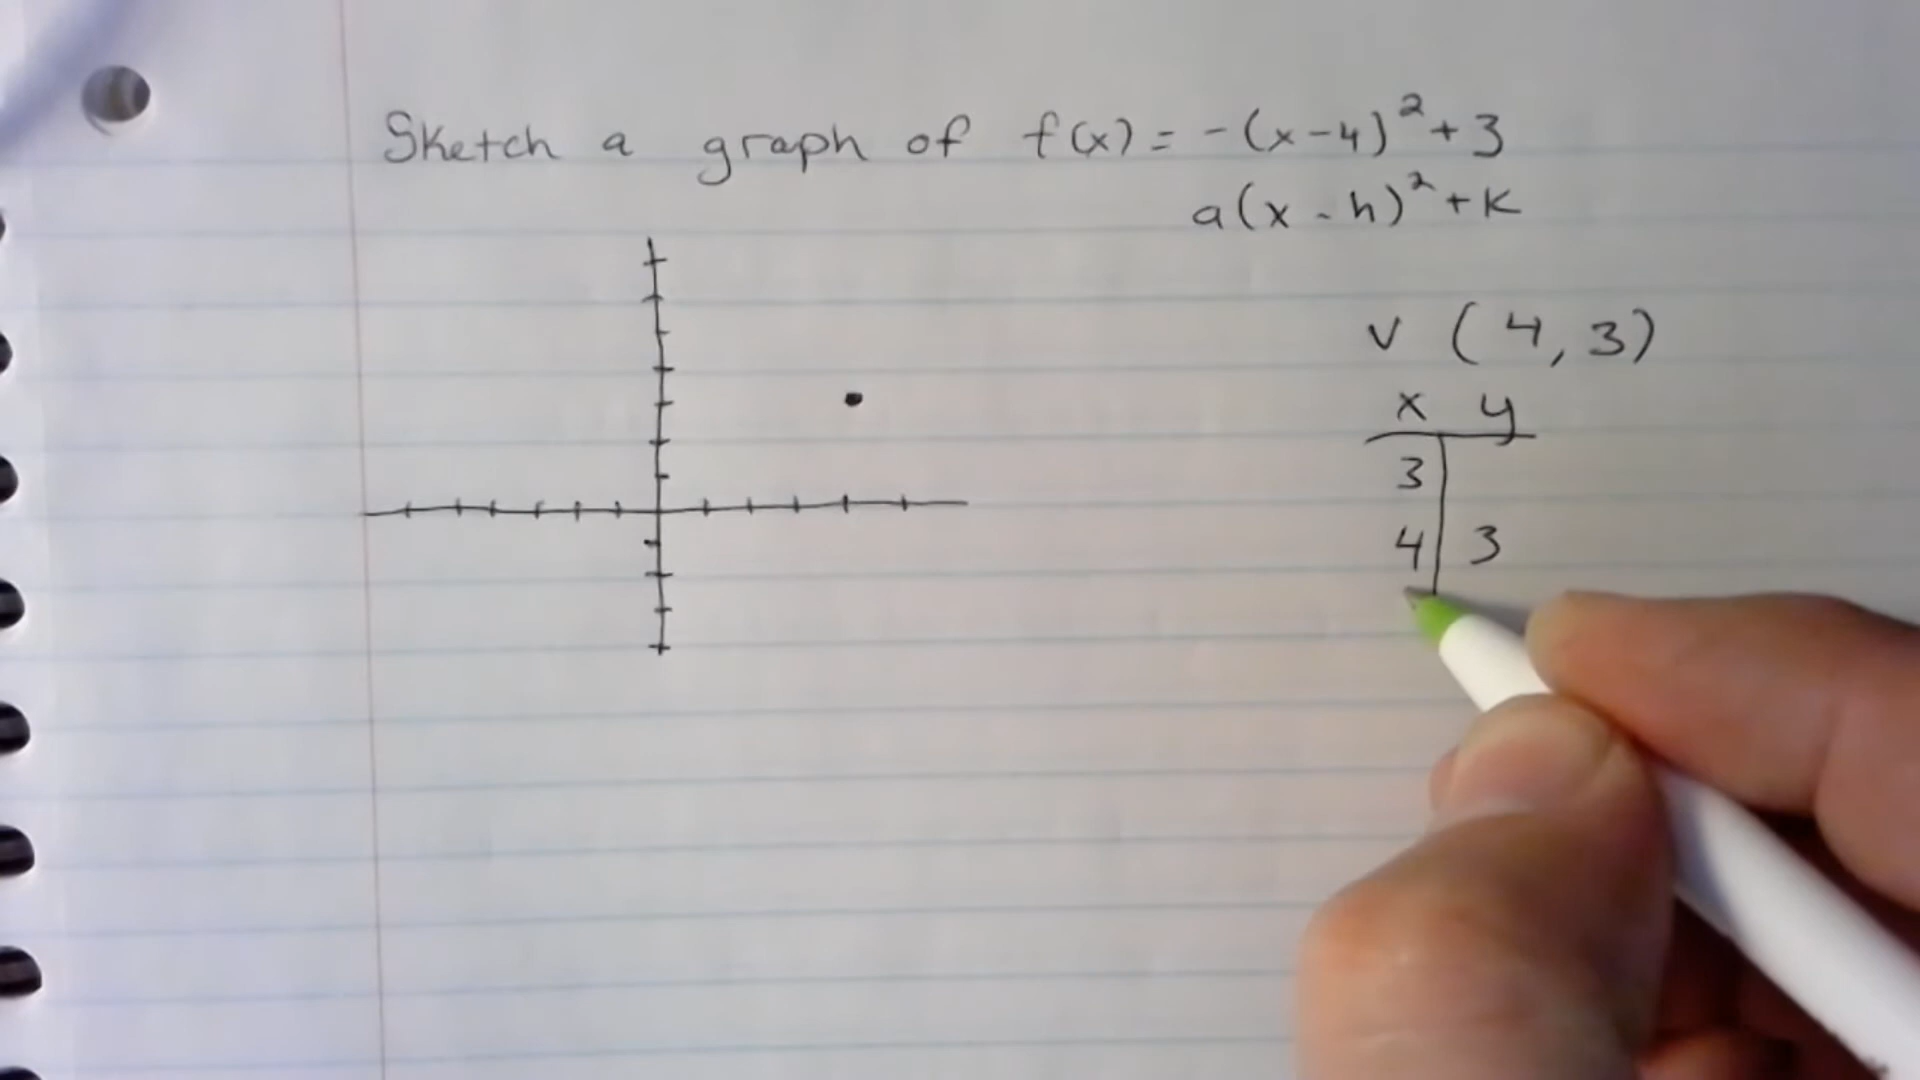 Sketch a graph of f(x) = -(x-4)² + 3
a(x-h)² + k
v (4, 3)
x y
3
4 3